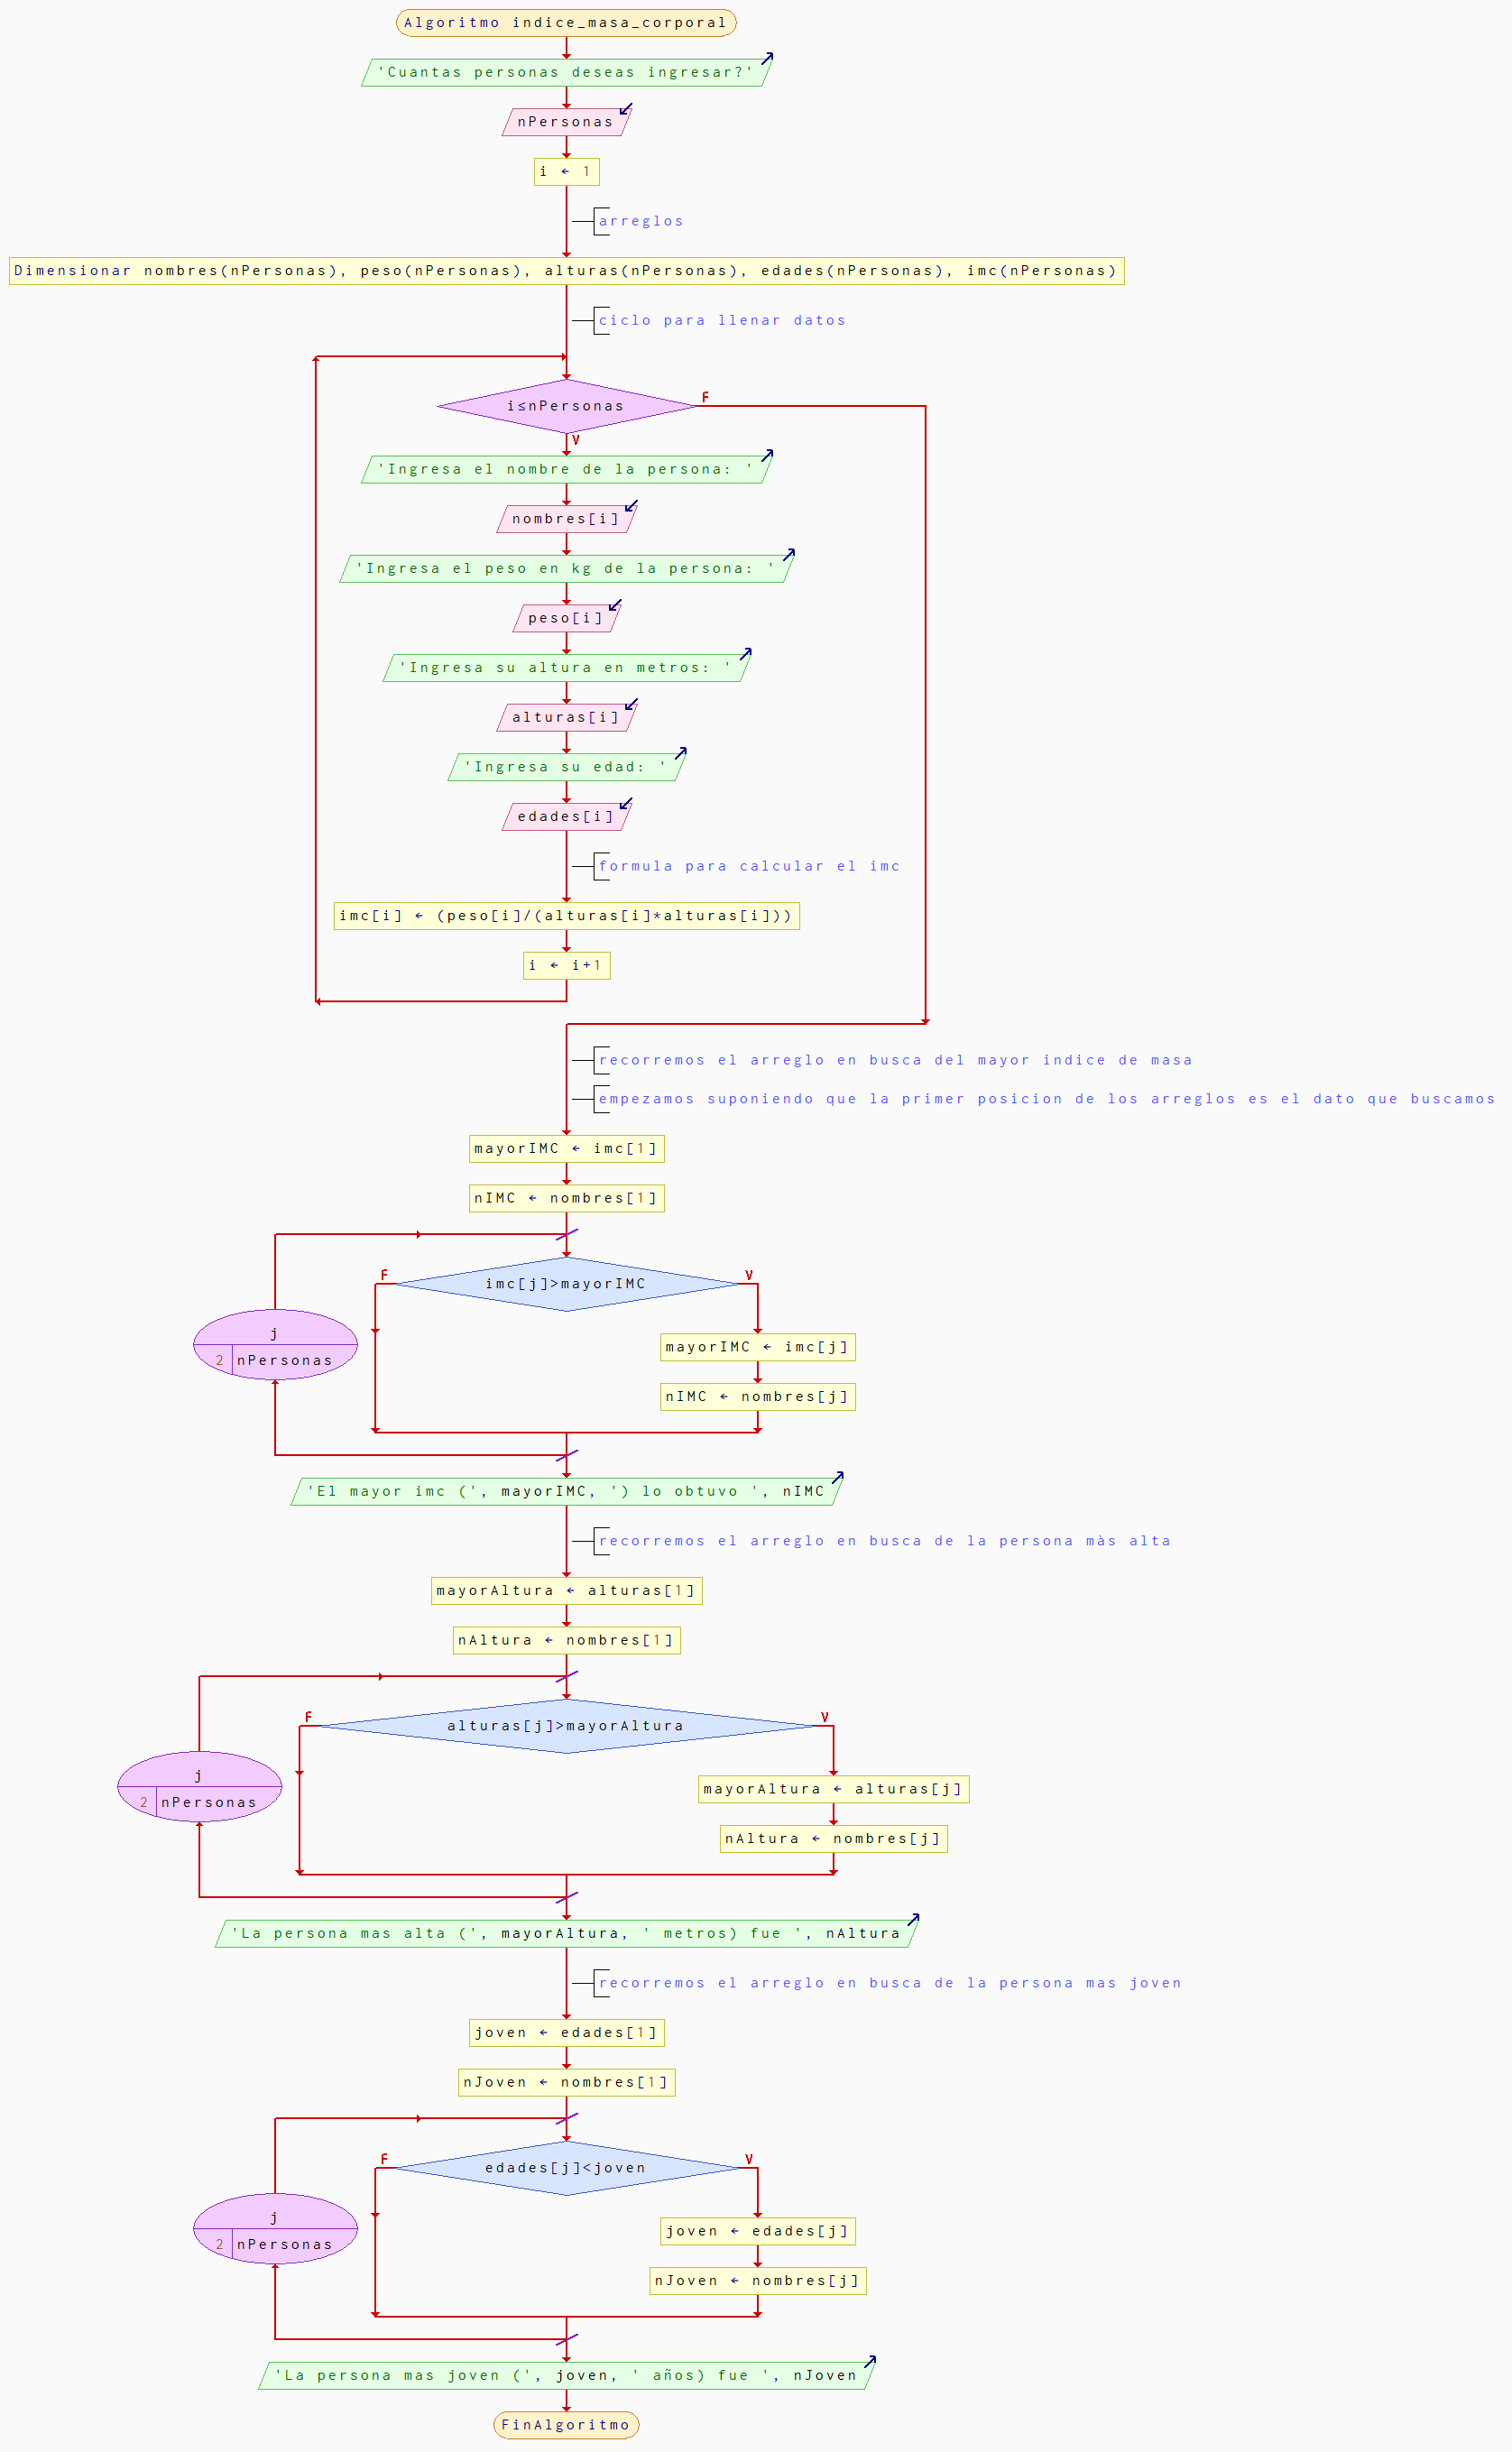 Algoritmo indice_masa_corporal
'Cuantas personas deseas ingresar?'
nPersonas
i ← 1
arreglos
Dimensionar nombres(nPersonas), peso(nPersonas), alturas(nPersonas), edades(nPersonas), imc(nPersonas)
ciclo para llenar datos
i≤nPersonas
F
V
'Ingresa el nombre de la persona: '
nombres[i]
'Ingresa el peso en kg de la persona: '
peso[i]
'Ingresa su altura en metros: '
alturas[i]
'Ingresa su edad: '
edades[i]
formula para calcular el imc
imc[i] ← (peso[i]/(alturas[i]*alturas[i]))
i ← i+1
recorremos el arreglo en busca del mayor indice de masa
empezamos suponiendo que la primer posicion de los arreglos es el dato que buscamos
mayorIMC ← imc[1]
nIMC ← nombres[1]
F
V
imc[j]>mayorIMC
j
2 nPersonas
mayorIMC ← imc[j]
nIMC ← nombres[j]
'El mayor imc (', mayorIMC, ') lo obtuvo ', nIMC
recorremos el arreglo en busca de la persona màs alta
mayorAltura ← alturas[1]
nAltura ← nombres[1]
F
V
alturas[j]>mayorAltura
j
2 nPersonas
mayorAltura ← alturas[j]
nAltura ← nombres[j]
'La persona mas alta (', mayorAltura, ' metros) fue ', nAltura
recorremos el arreglo en busca de la persona mas joven
joven ← edades[1]
nJoven ← nombres[1]
F
V
edades[j]<joven
j
2 nPersonas
joven ← edades[j]
nJoven ← nombres[j]
'La persona mas joven (', joven, ' años) fue ', nJoven
FinAlgoritmo